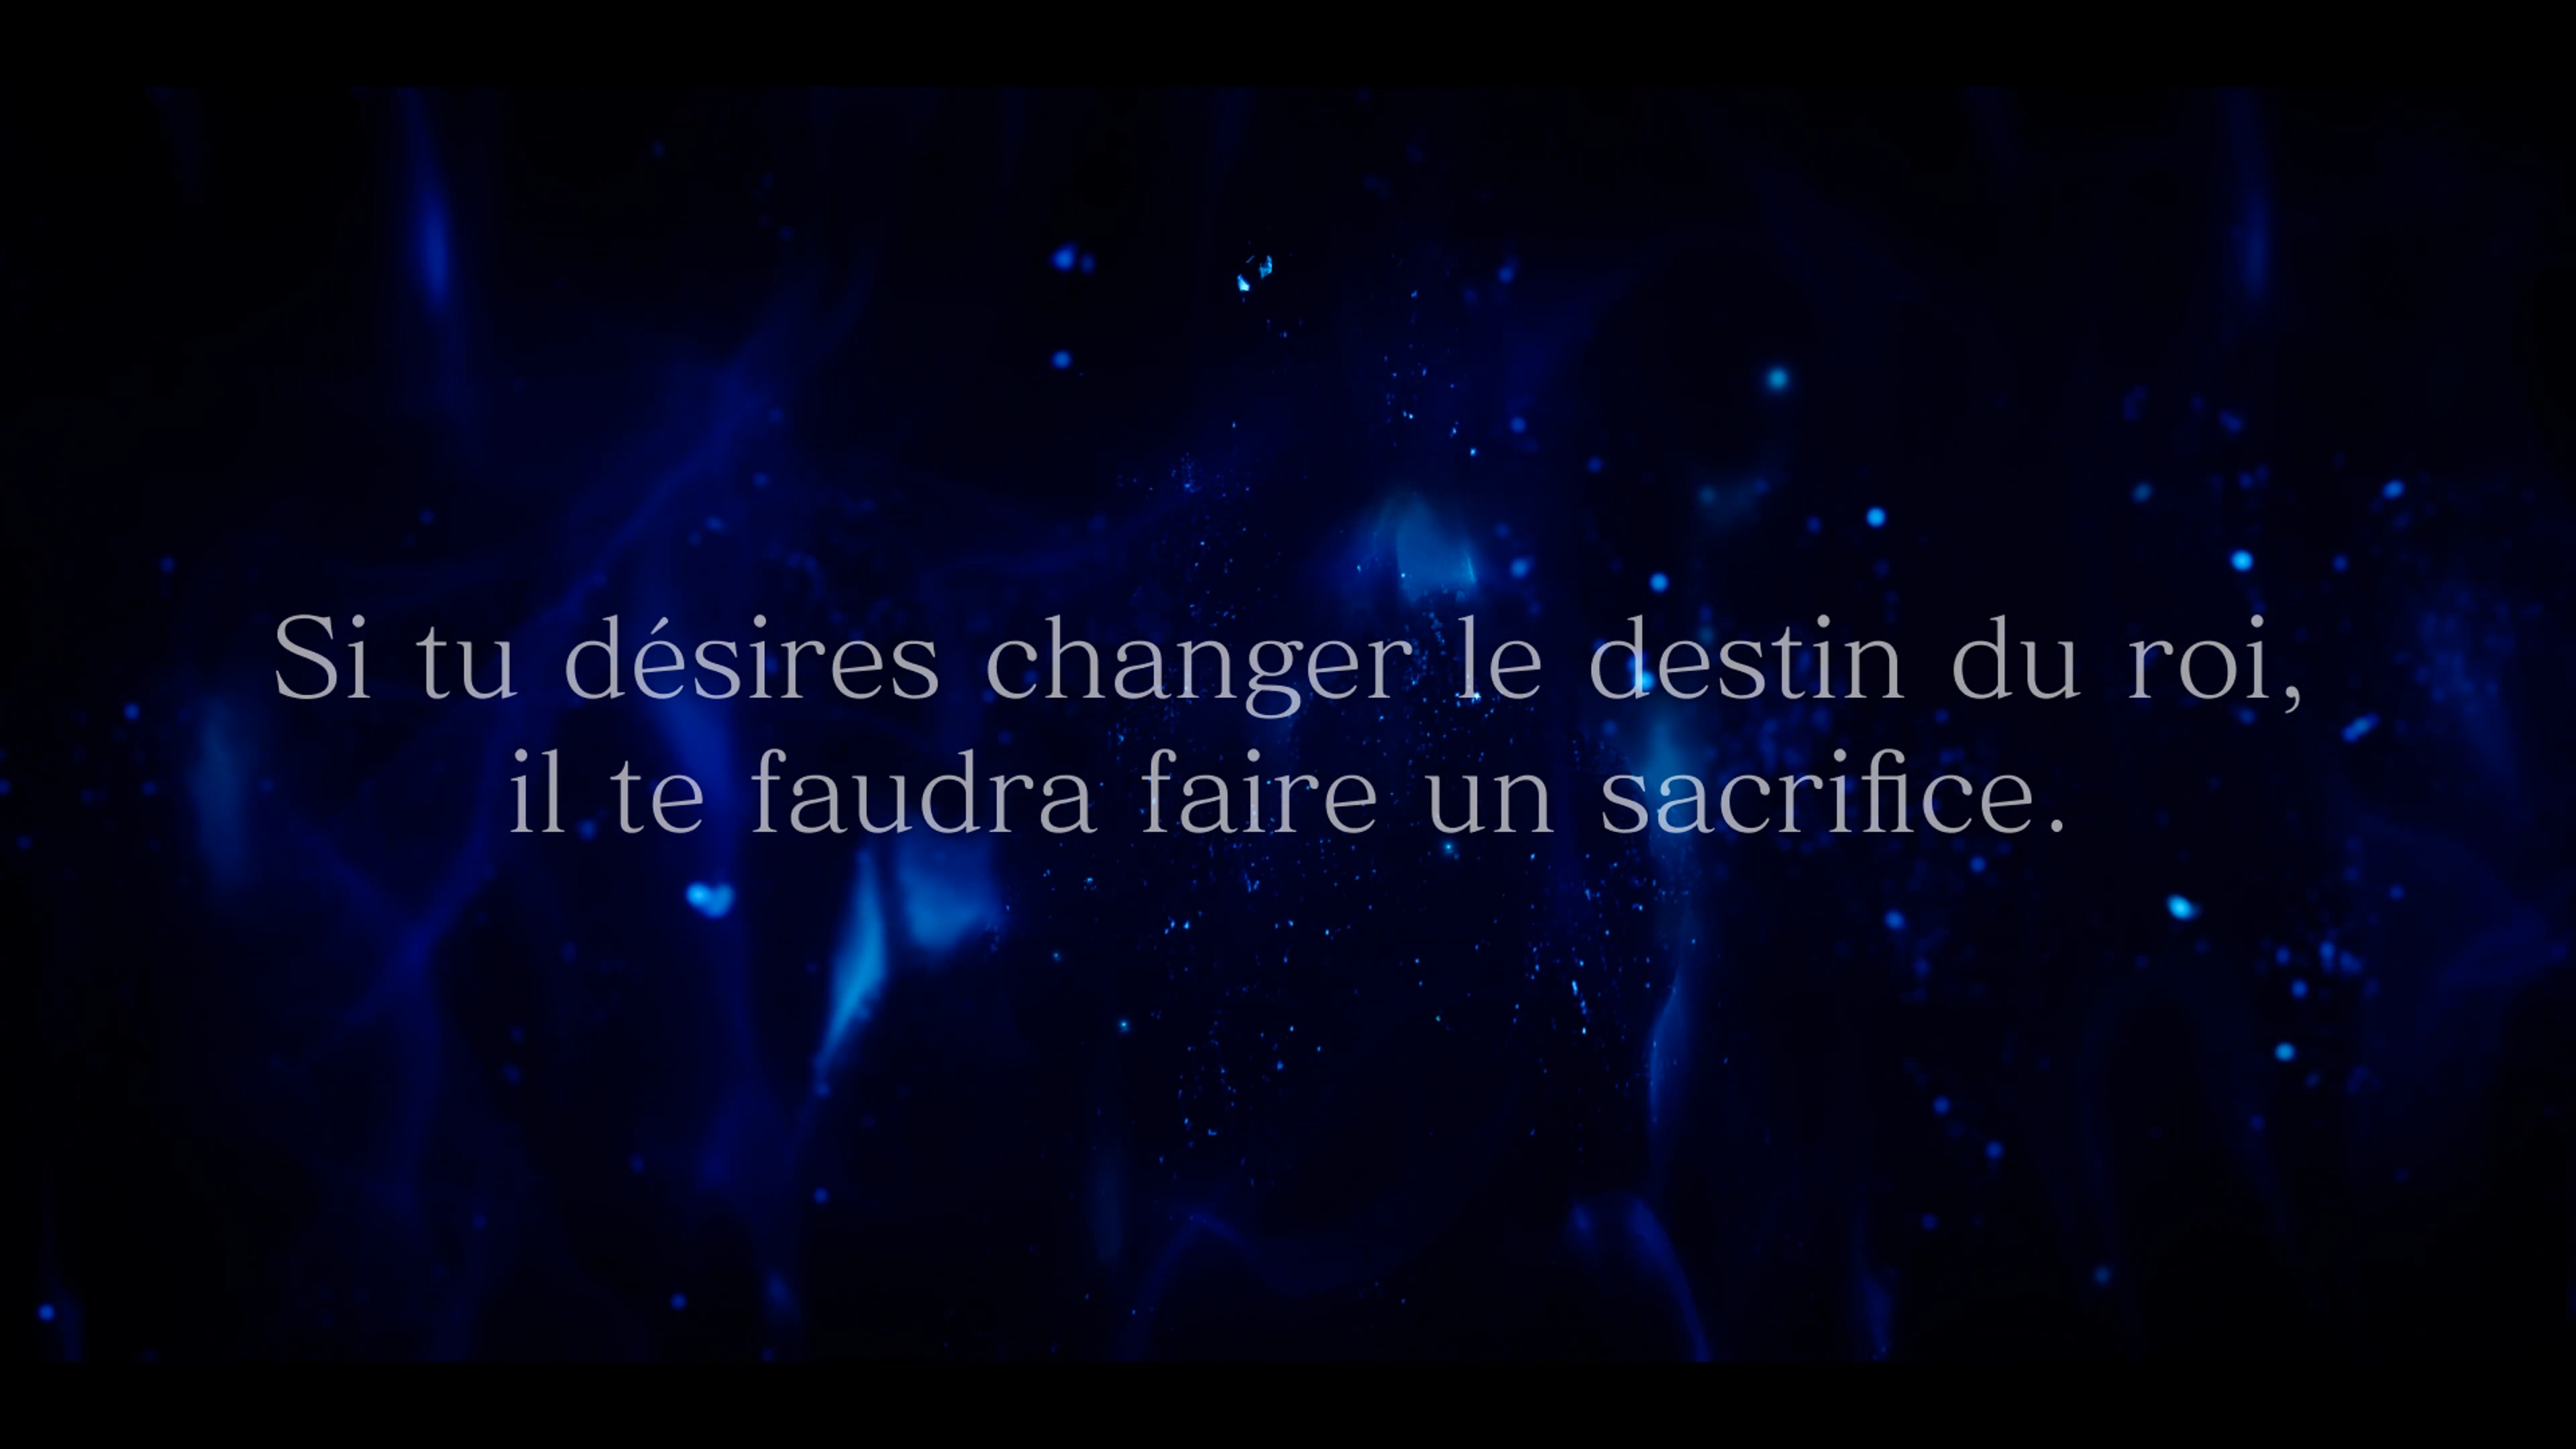 Si tu désires changer le destin du roi,
il te faudra faire un sacrifice.